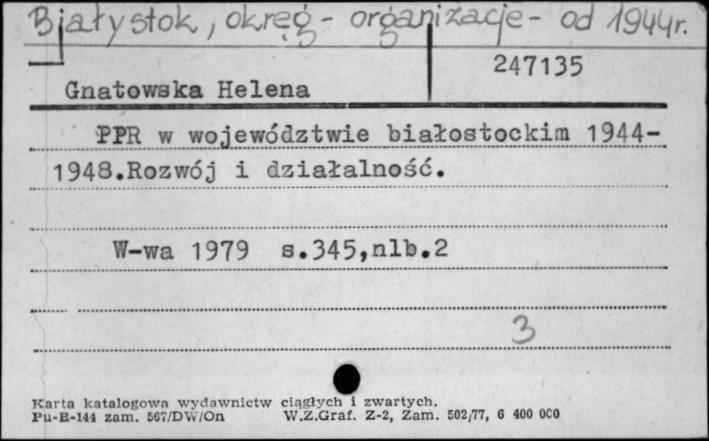 Białystok, okręg - organizacje - od 1944r.
247135
Gnatowska Helena
PPR w województwie białostockim 1944-
1948.Rozwój i działalność.
W-wa 1979 s.345,nlb.2
3
Karta katalogowa wydawnictw ciągłych i zwartych.
Pu-B-144 zam. 567/DW/On W.Z.Graf. Z-2, Zam. 502/77, 6 400 000